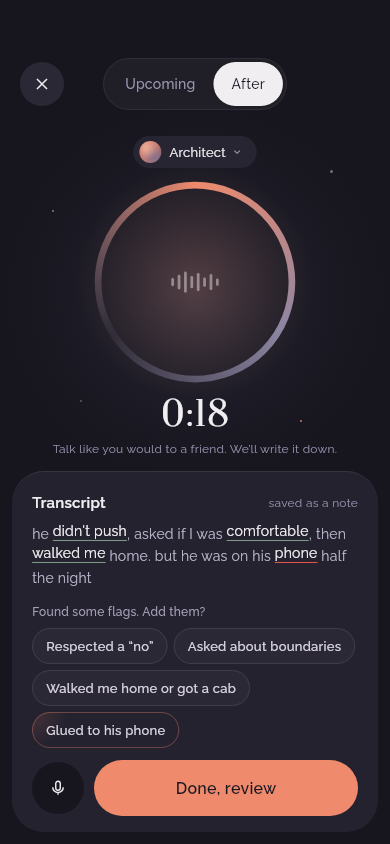 Upcoming After
Architect
0:18
Talk like you would to a friend. We'll write it down.
Transcript saved as a note
he didn't push, asked if I was comfortable, then
walked me home. but he was on his phone half
the night
Found some flags. Add them?
Respected a "no" Asked about boundaries
Walked me home or got a cab
Glued to his phone
Done, review